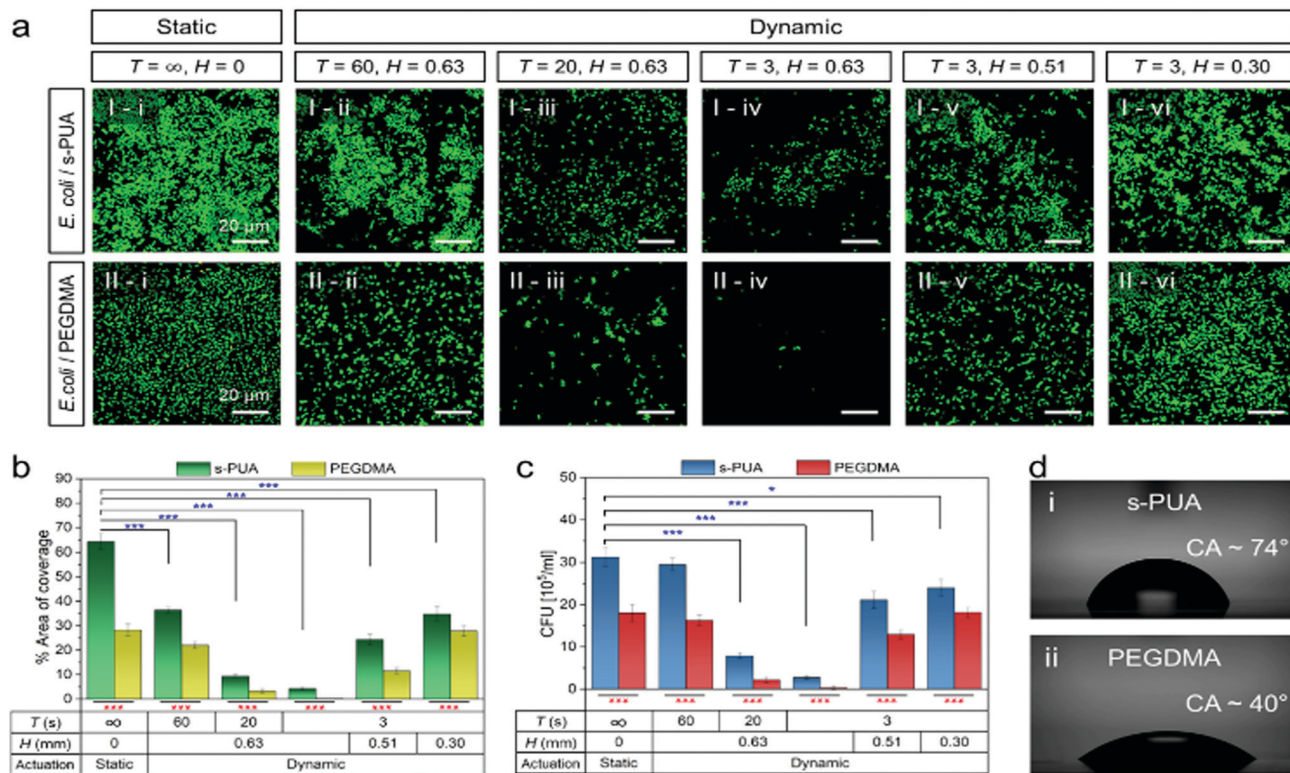 a
Static
Dynamic
T = ∞, H = 0
T = 60, H = 0.63
T = 20, H = 0.63
T = 3, H = 0.63
T = 3, H = 0.51
T = 3, H = 0.30
E. coli / s-PUA
I - i
I - ii
I - iii
I - iv
I - v
I - vi
20 μm
E.coli / PEGDMA
II - i
II - ii
II - iii
II - iv
II - v
II - vi
20 μm
b
s-PUA
PEGDMA
% Area of coverage
90
80
70
60
50
40
30
20
10
0
***
***
***
***
***
*** *** *** *** *** ***
T (s) ∞ 60 20 3
H (mm) 0 0.63 0.51 0.30
Actuation Static Dynamic
c
s-PUA
PEGDMA
CFU [10⁵/ml]
50
40
30
20
10
0
*
***
***
***
*** *** *** *** *** ***
T (s) ∞ 60 20 3
H (mm) 0 0.63 0.51 0.30
Actuation Static Dynamic
d
i
s-PUA
CA ~ 74°
ii
PEGDMA
CA ~ 40°